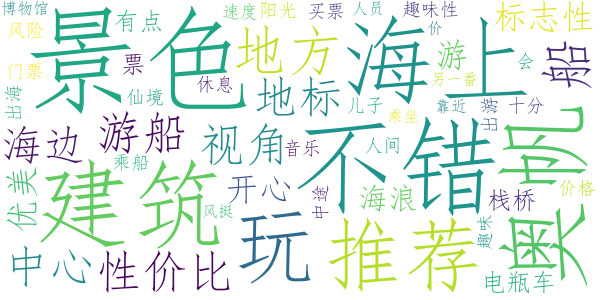 博物馆
风险
门票
出海
有点
票
仙境
景色
速度
阳光
休息
地方
地标
买票
人员
儿子
海上
趣味性
价
游
另一番
乘坐
靠近
会
出游
十分
标志性
船
海边
游船
视角
音乐
人间
不错
奥帆
优美
乘船
建筑
开心
风挺
中途
海浪
栈桥
价格
趣味
中心
性价比
玩
推荐
电瓶车